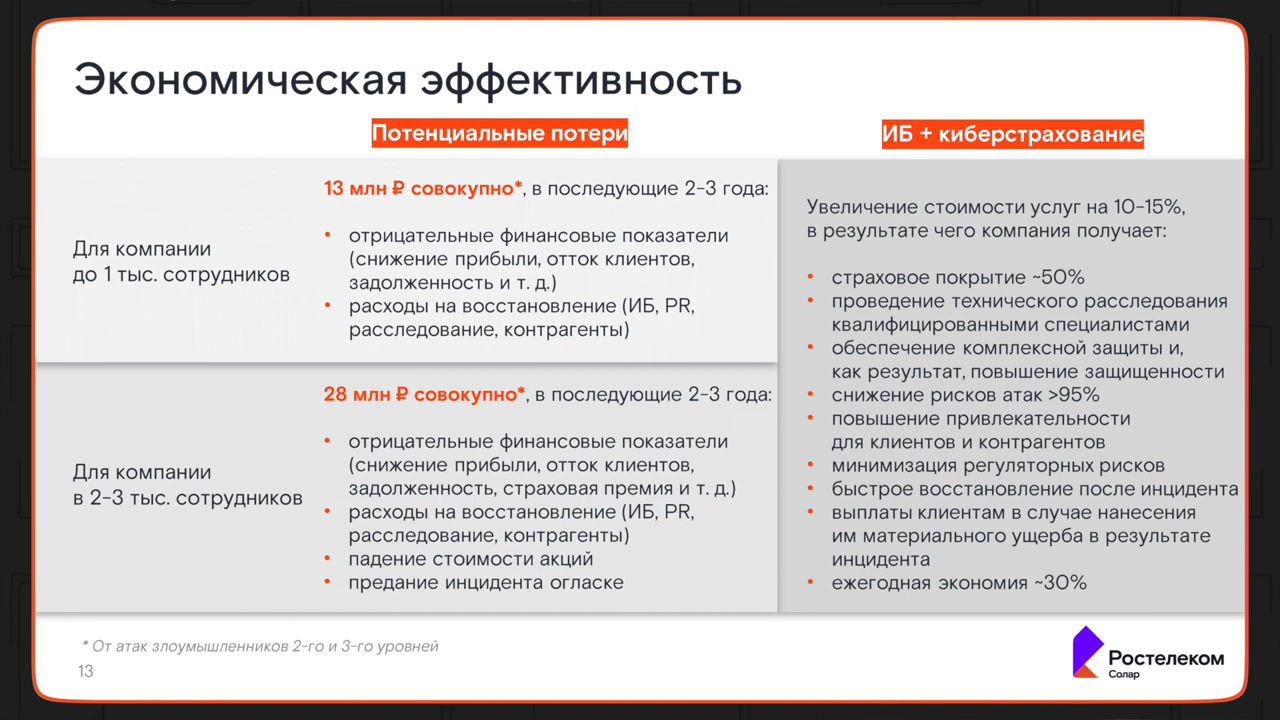 Экономическая эффективность
Потенциальные потери
ИБ + киберстрахование
Для компании
до 1 тыс. сотрудников
13 млн ₽ совокупно*, в последующие 2–3 года:
• отрицательные финансовые показатели
(снижение прибыли, отток клиентов,
задолженность и т. д.)
• расходы на восстановление (ИБ, PR,
расследование, контрагенты)
Для компании
в 2–3 тыс. сотрудников
28 млн ₽ совокупно*, в последующие 2–3 года:
• отрицательные финансовые показатели
(снижение прибыли, отток клиентов,
задолженность, страховая премия и т. д.)
• расходы на восстановление (ИБ, PR,
расследование, контрагенты)
• падение стоимости акций
• предание инцидента огласке
Увеличение стоимости услуг на 10–15%,
в результате чего компания получает:
• страховое покрытие ~50%
• проведение технического расследования
квалифицированными специалистами
• обеспечение комплексной защиты и,
как результат, повышение защищенности
• снижение рисков атак >95%
• повышение привлекательности
для клиентов и контрагентов
• минимизация регуляторных рисков
• быстрое восстановление после инцидента
• выплаты клиентам в случае нанесения
им материального ущерба в результате
инцидента
• ежегодная экономия ~30%
* От атак злоумышленников 2-го и 3-го уровней
13
Ростелеком
Солар